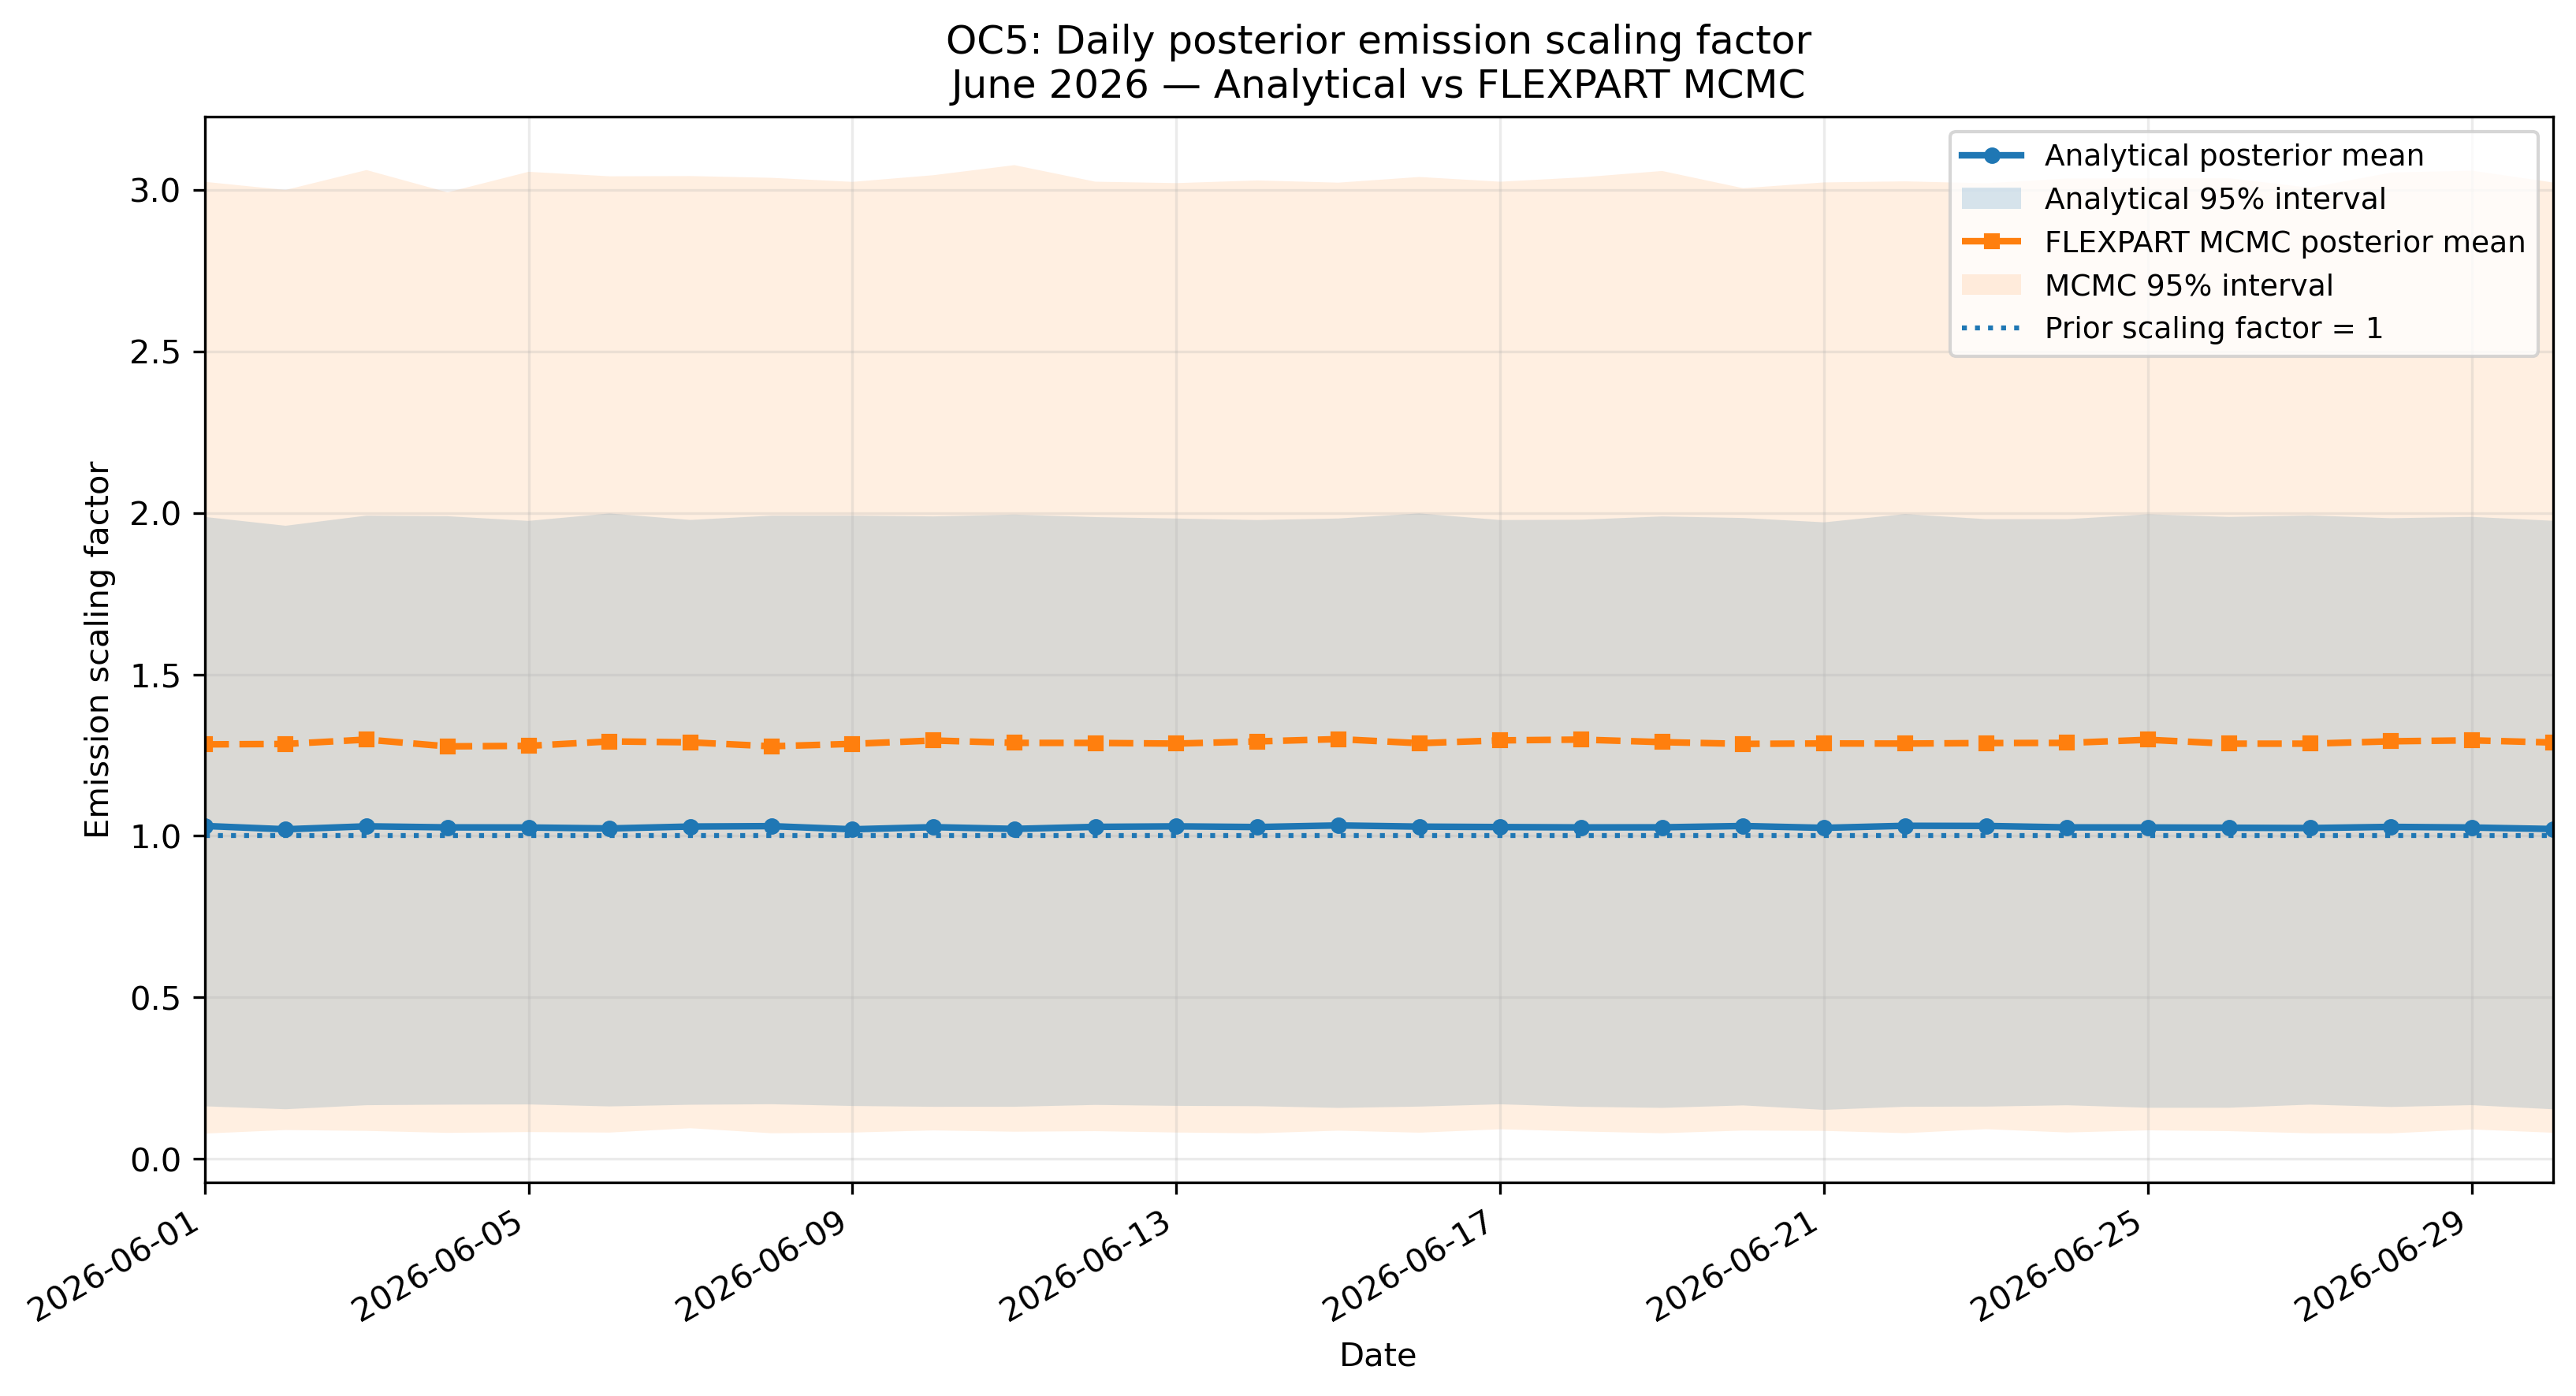 OC5: Daily posterior emission scaling factor
June 2026 — Analytical vs FLEXPART MCMC
Analytical posterior mean
Analytical 95% interval
FLEXPART MCMC posterior mean
MCMC 95% interval
Prior scaling factor = 1
Emission scaling factor
3.0
2.5
2.0
1.5
1.0
0.5
0.0
2026-06-01
2026-06-05
2026-06-09
2026-06-13
2026-06-17
2026-06-21
2026-06-25
2026-06-29
Date